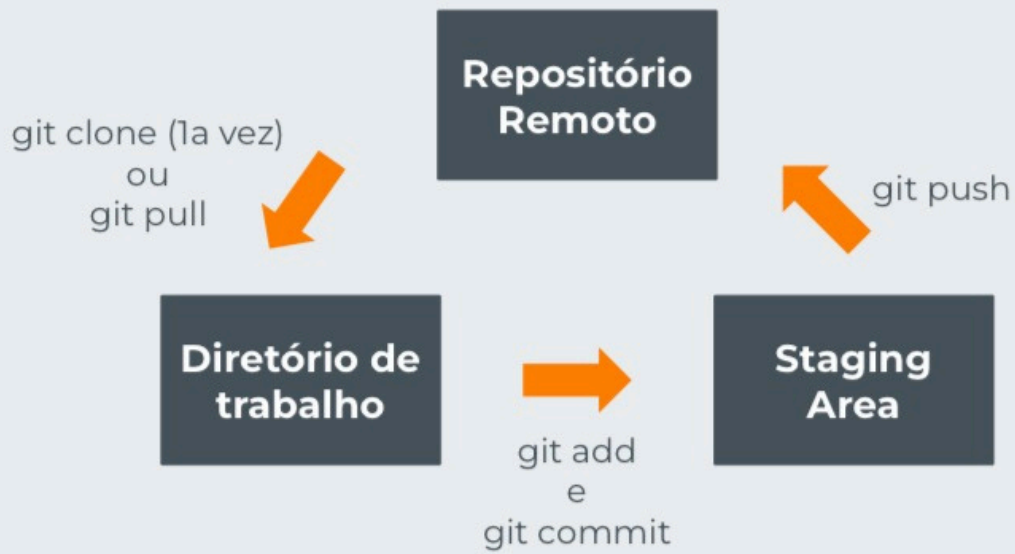 Repositório
Remoto
git clone (1a vez)
ou
git pull
git push
Diretório de
trabalho
Staging
Area
git add
e
git commit